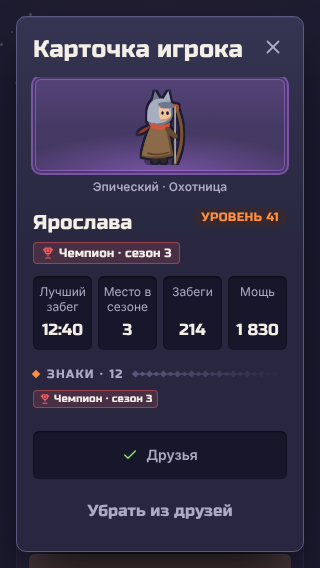 Карточка игрока
Эпический · Охотница
Ярослава
УРОВЕНЬ 41
Чемпион · сезон 3
Лучший забег
12:40
Место в сезоне
3
Забеги
214
Мощь
1 830
ЗНАКИ · 12
Чемпион · сезон 3
Друзья
Убрать из друзей